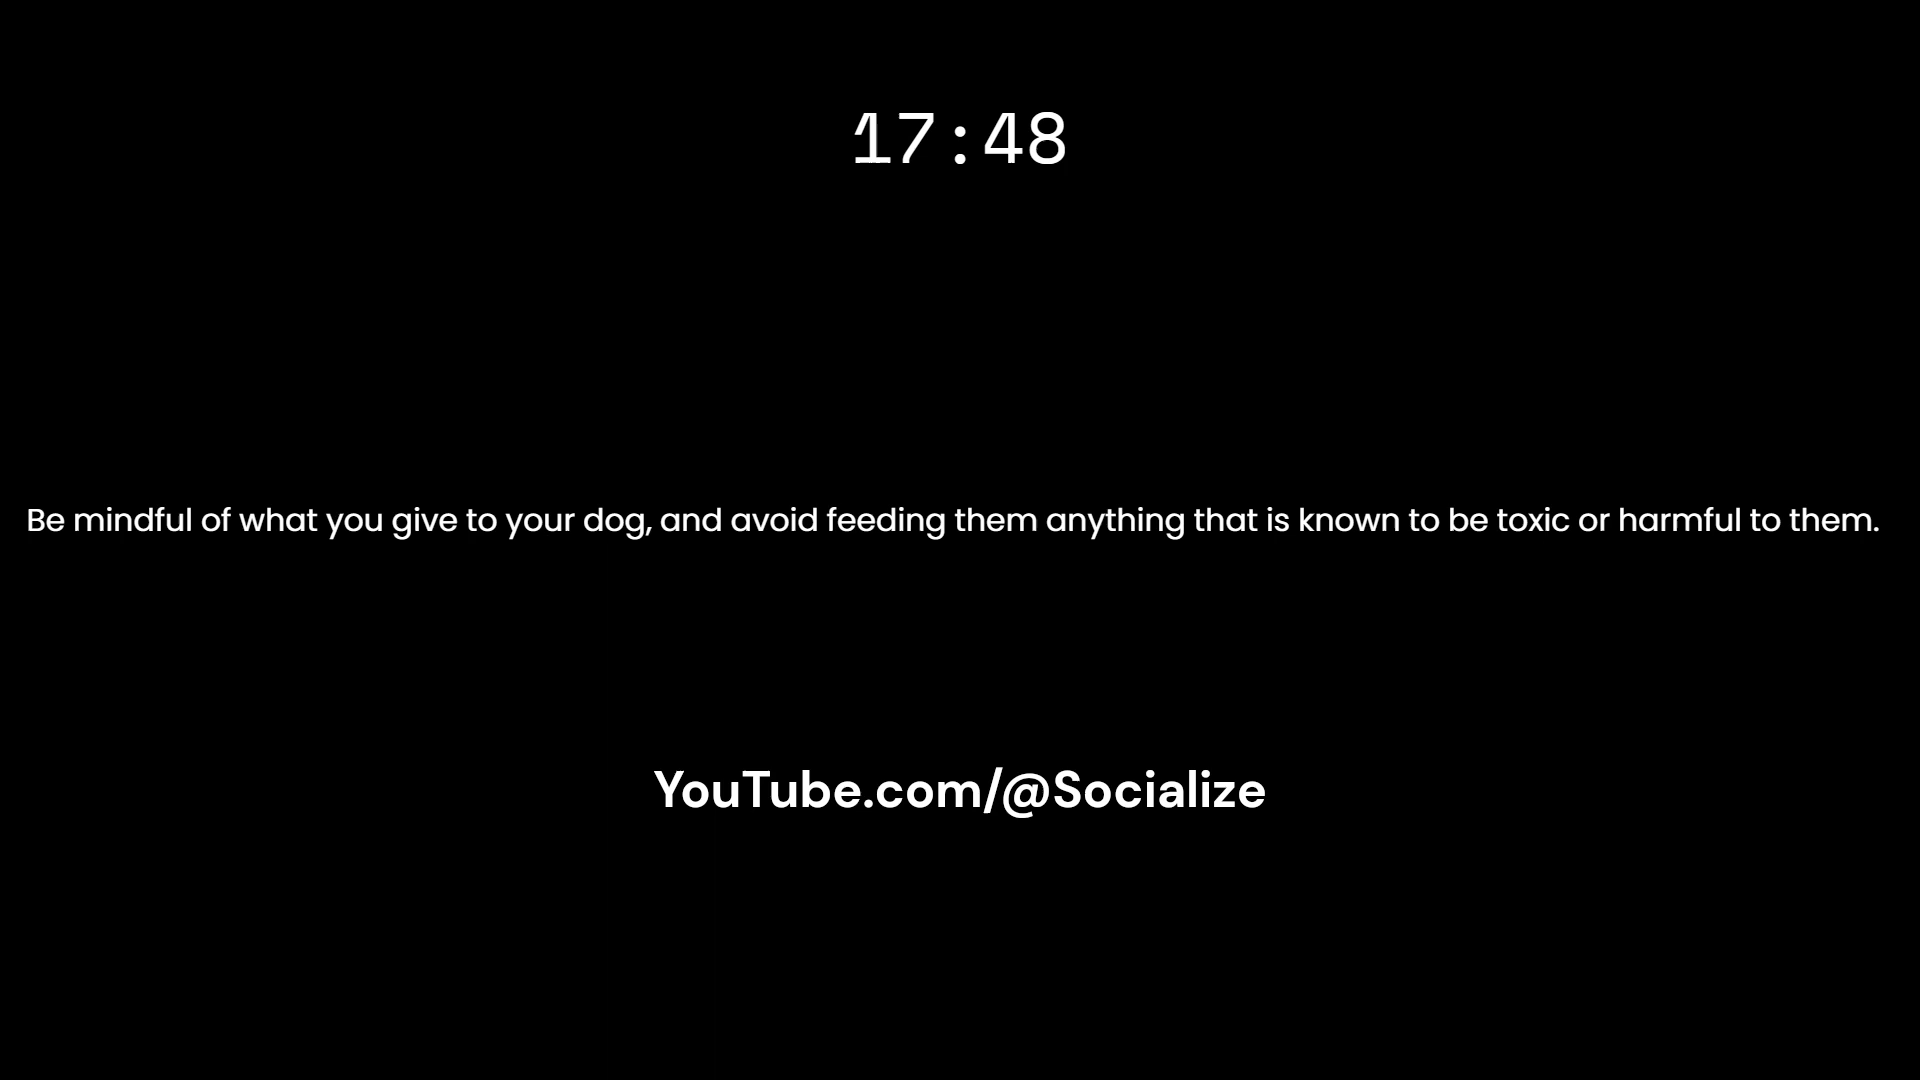 17:48
Be mindful of what you give to your dog, and avoid feeding them anything that is known to be toxic or harmful to them.
YouTube.com/@Socialize